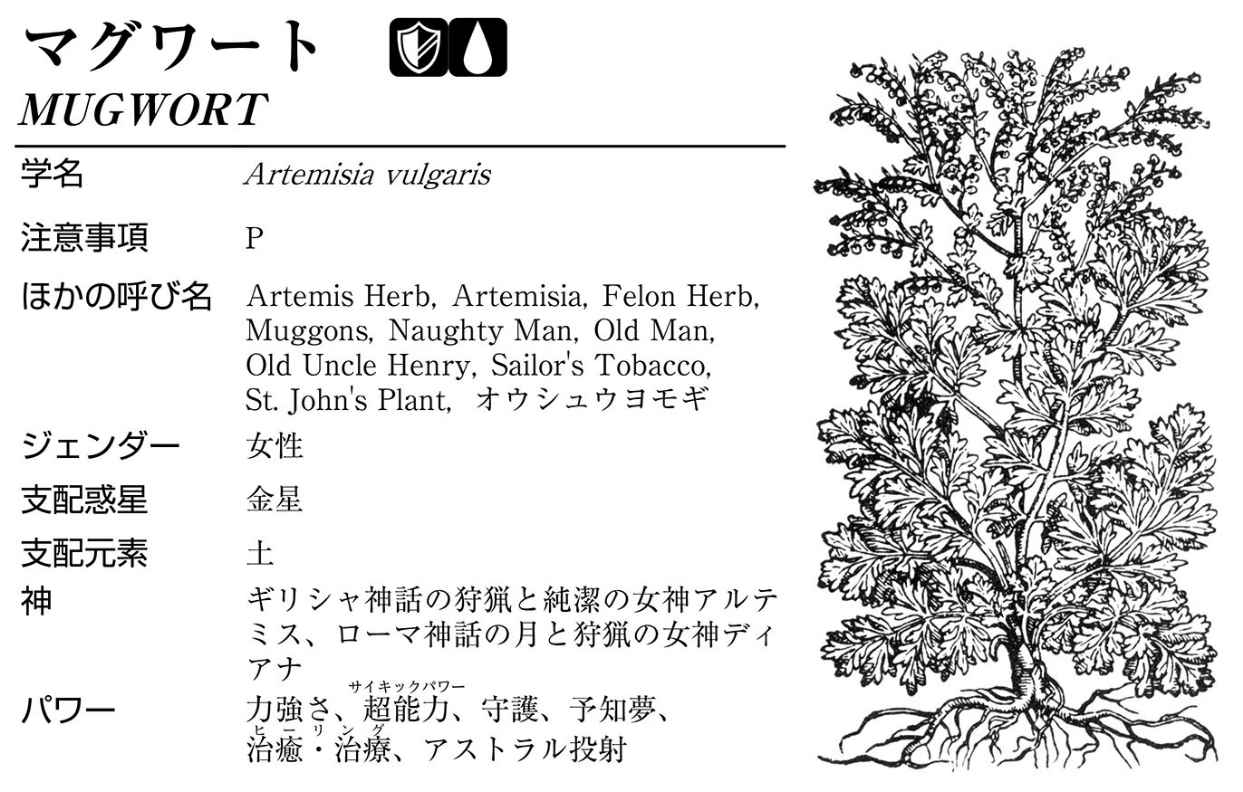 マグワート
MUGWORT
学名 Artemisia vulgaris
注意事項 P
ほかの呼び名 Artemis Herb, Artemisia, Felon Herb,
Muggons, Naughty Man, Old Man,
Old Uncle Henry, Sailor's Tobacco,
St. John's Plant, オウシュウヨモギ
ジェンダー 女性
支配惑星 金星
支配元素 土
神 ギリシャ神話の狩猟と純潔の女神アルテ
ミス、ローマ神話の月と狩猟の女神ディ
アナ
サイキックパワー
パワー 力強さ、超能力、守護、予知夢、
ヒーリング
治癒・治療、アストラル投射